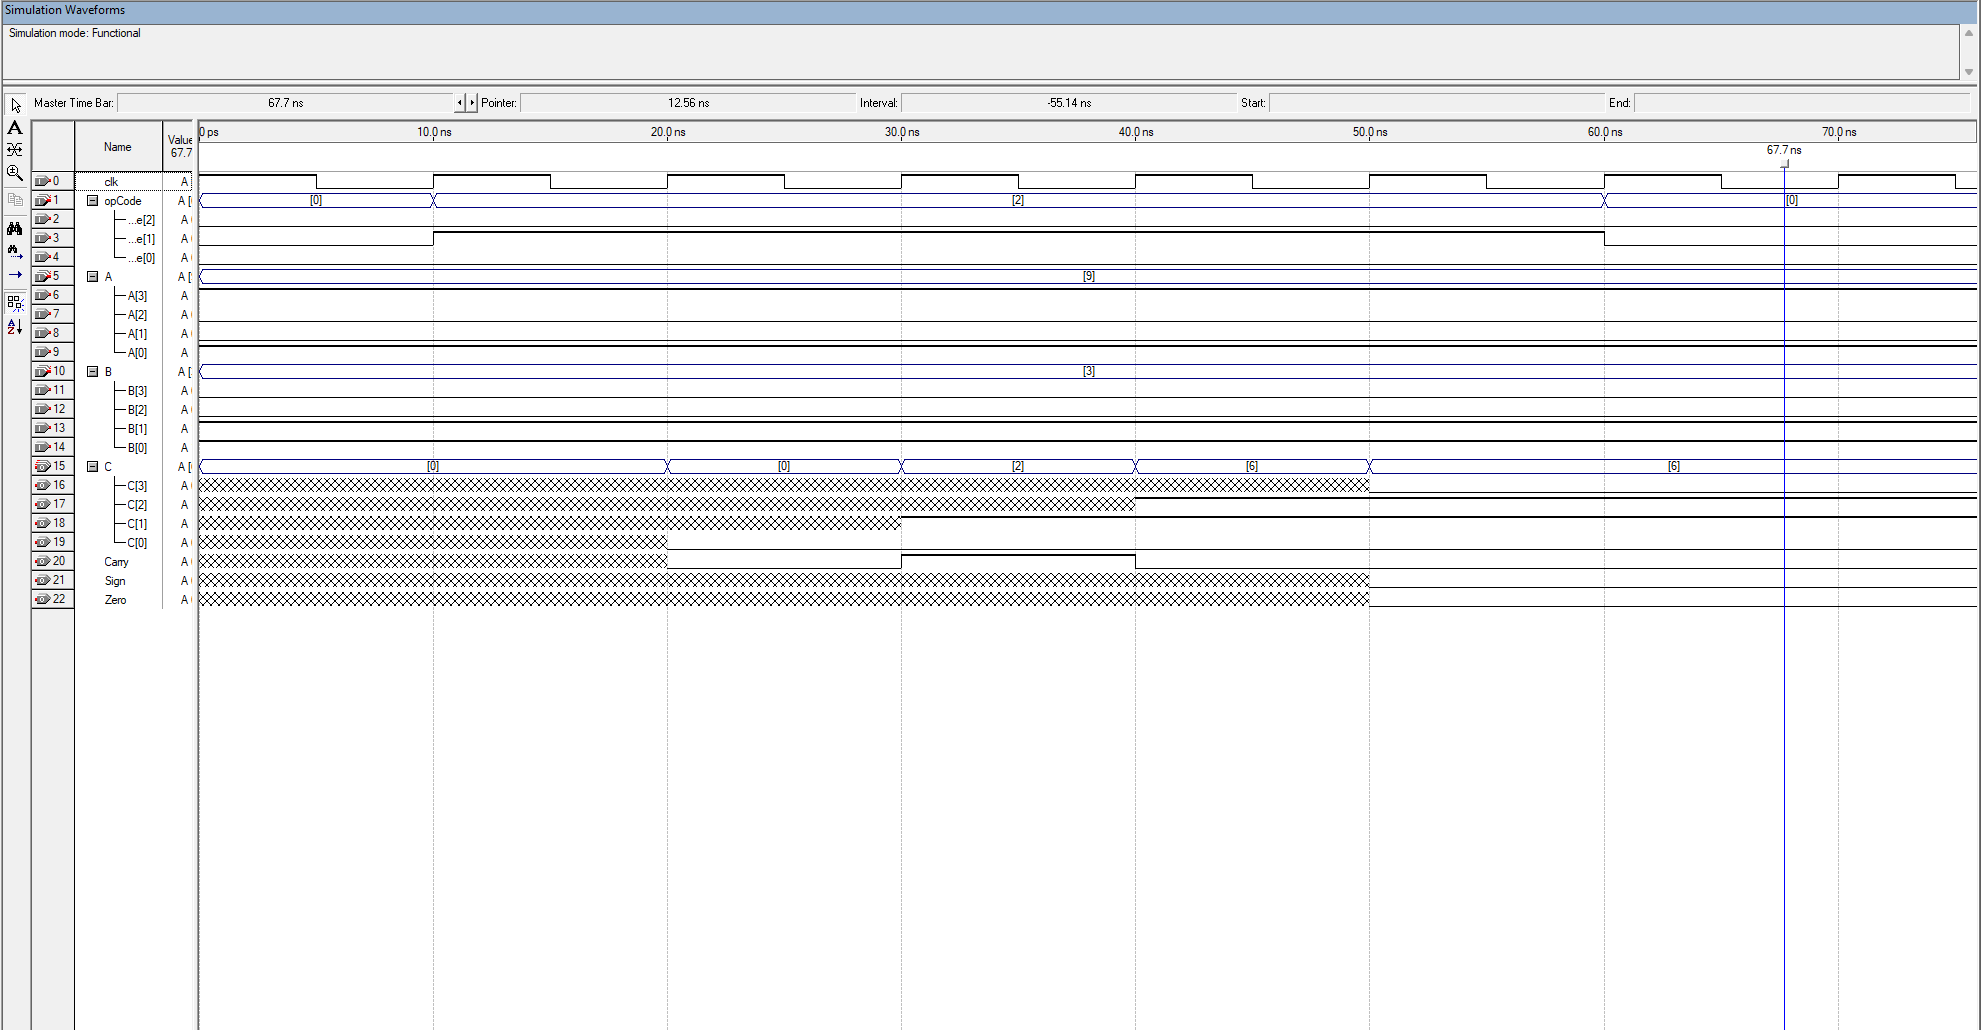 Simulation Waveforms
Simulation mode: Functional
Master Time Bar: 67.7 ns Pointer: 12.56 ns Interval: -55.14 ns Start: End:
Name Value 67.7
0 ps 10.0 ns 20.0 ns 30.0 ns 40.0 ns 50.0 ns 60.0 ns 70.0 ns
67.7 ns
0 clk A
1 opCode A [ [0] [2] [0]
2 ...e[2] A
3 ...e[1] A
4 ...e[0] A
5 A A [ [9]
6 A[3] A
7 A[2] A
8 A[1] A
9 A[0] A
10 B A [ [3]
11 B[3] A
12 B[2] A
13 B[1] A
14 B[0] A
15 C A [ [0] [0] [2] [6] [6]
16 C[3] A
17 C[2] A
18 C[1] A
19 C[0] A
20 Carry A
21 Sign A
22 Zero A